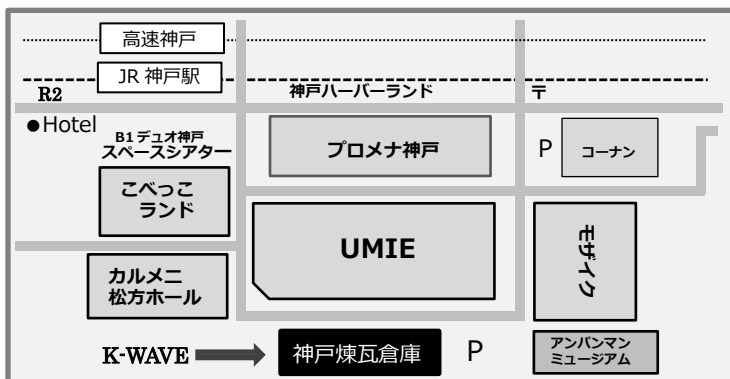 高速神戸
JR 神戸駅
R2
神戸ハーバーランド
〒
●Hotel
B1 デュオ神戸
スペースシアター
プロメナ神戸
P
コーナン
こべっこ
ランド
UMIE
モザイク
カルメニ
松方ホール
K-WAVE
神戸煉瓦倉庫
P
アンパンマン
ミュージアム